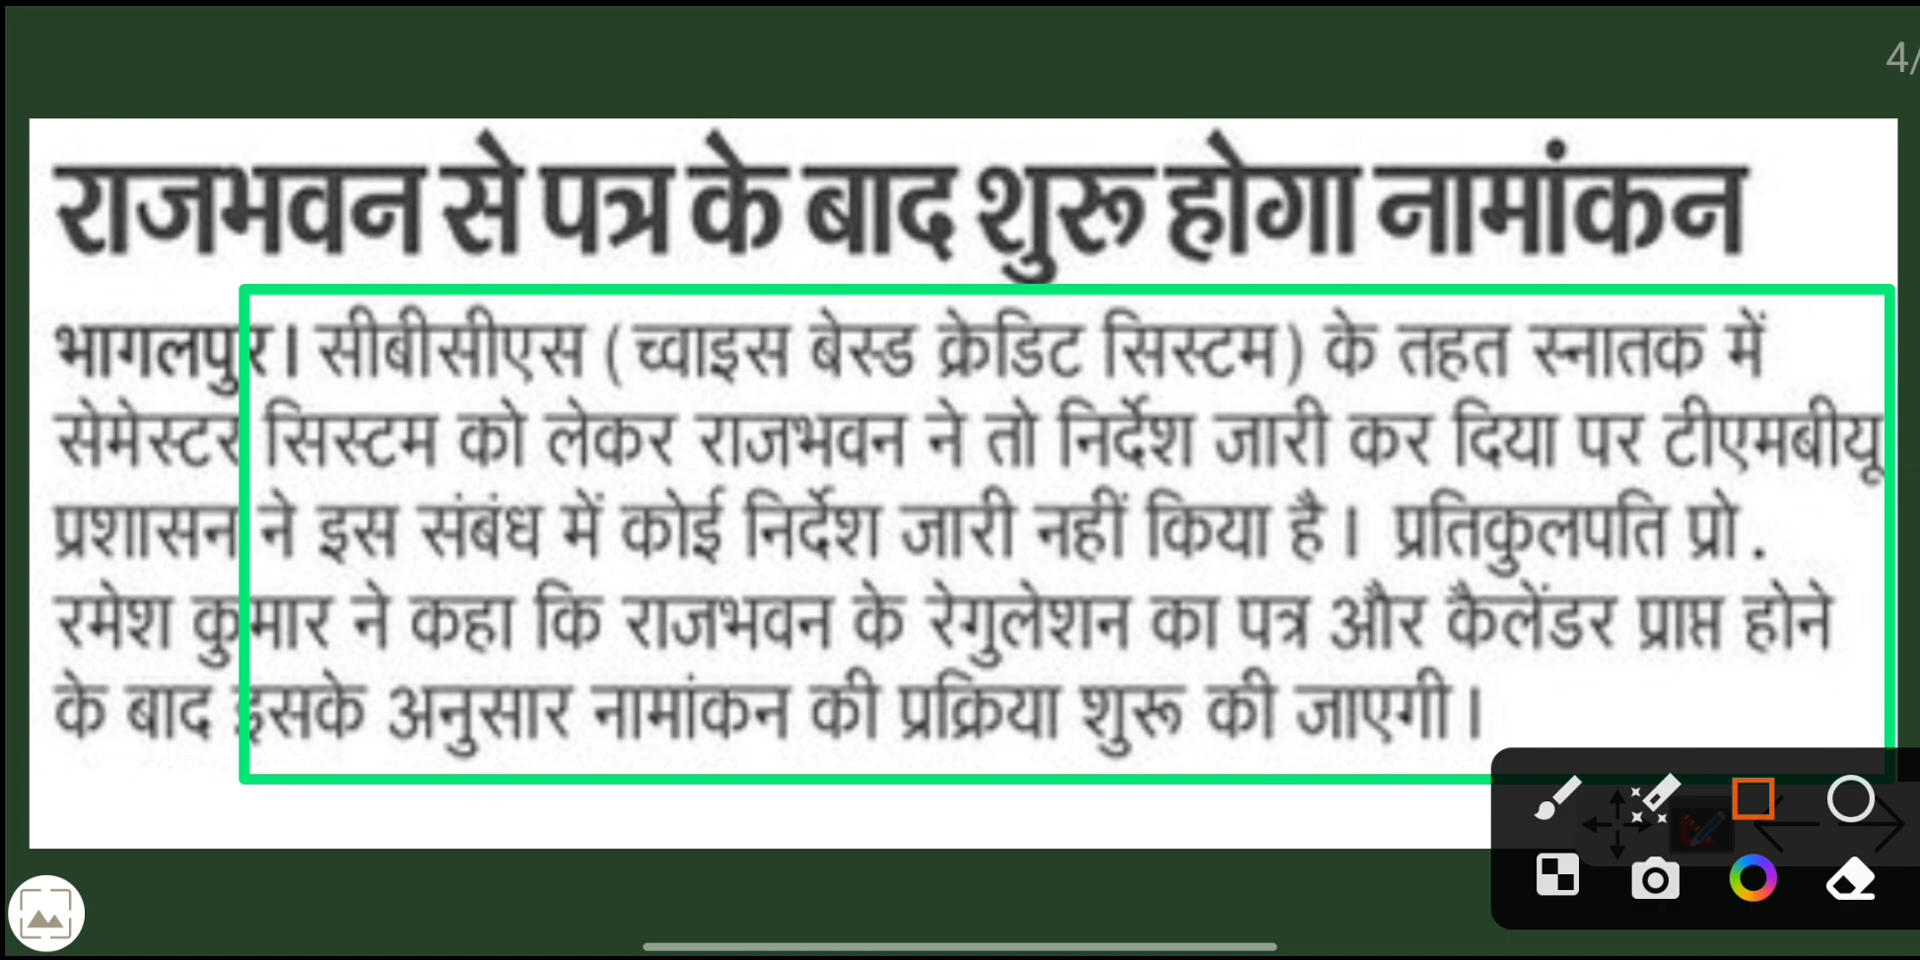 4/
राजभवन से पत्र के बाद शुरू होगा नामांकन
भागलपुर। सीबीसीएस (च्वाइस बेस्ड क्रेडिट सिस्टम) के तहत स्नातक में
सेमेस्टर सिस्टम को लेकर राजभवन ने तो निर्देश जारी कर दिया पर टीएमबीयू
प्रशासन ने इस संबंध में कोई निर्देश जारी नहीं किया है। प्रतिकुलपति प्रो.
रमेश कुमार ने कहा कि राजभवन के रेगुलेशन का पत्र और कैलेंडर प्राप्त होने
के बाद इसके अनुसार नामांकन की प्रक्रिया शुरू की जाएगी।